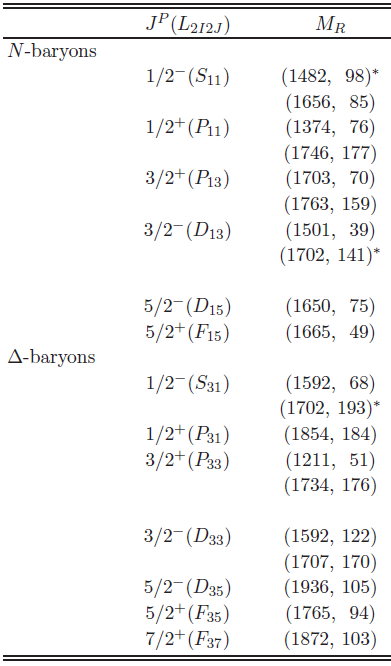 J^P(L_{2I2J}) M_R
N-baryons
1/2^-(S_{11}) (1482, 98)*
(1656, 85)
1/2^+(P_{11}) (1374, 76)
(1746, 177)
3/2^+(P_{13}) (1703, 70)
(1763, 159)
3/2^-(D_{13}) (1501, 39)
(1702, 141)*
5/2^-(D_{15}) (1650, 75)
5/2^+(F_{15}) (1665, 49)
Δ-baryons
1/2^-(S_{31}) (1592, 68)
(1702, 193)*
1/2^+(P_{31}) (1854, 184)
3/2^+(P_{33}) (1211, 51)
(1734, 176)
3/2^-(D_{33}) (1592, 122)
(1707, 170)
5/2^-(D_{35}) (1936, 105)
5/2^+(F_{35}) (1765, 94)
7/2^+(F_{37}) (1872, 103)